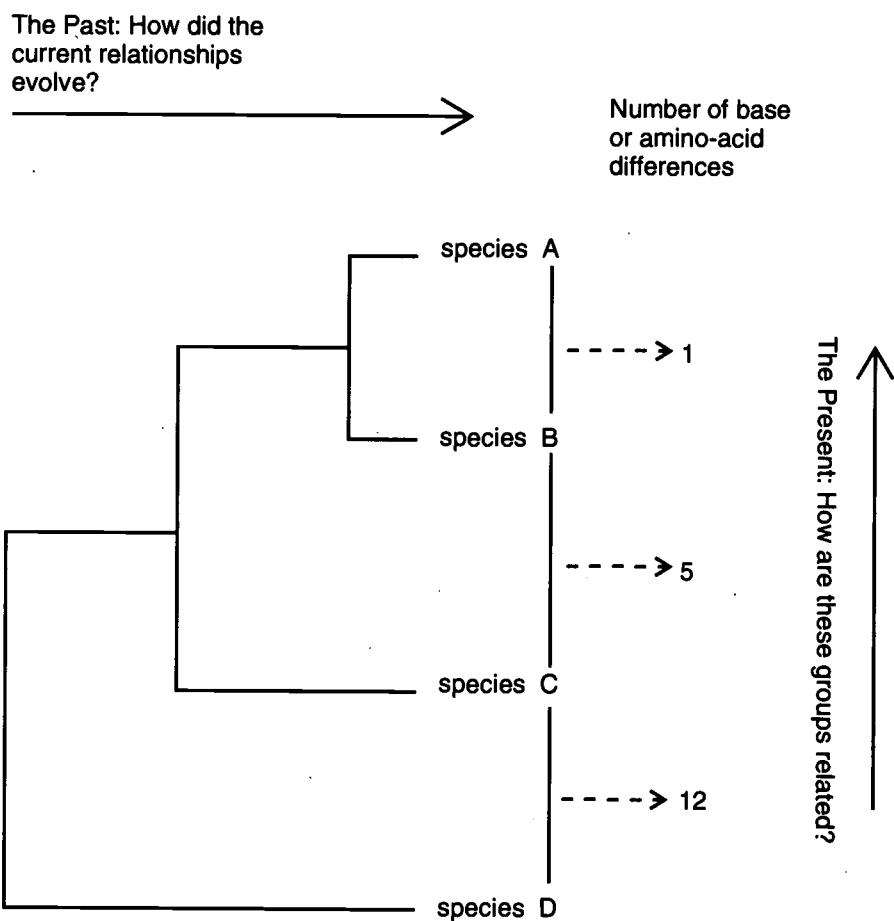 The Past: How did the
current relationships
evolve?
Number of base
or amino-acid
differences
species A
1
species B
5
species C
12
species D
The Present: How are these groups related?